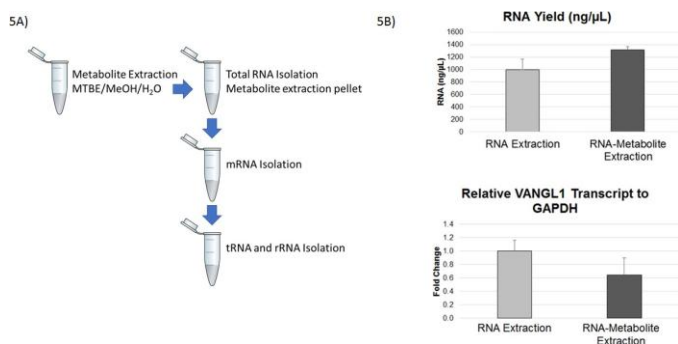 5A)
Metabolite Extraction
MTBE/MeOH/H2O
Total RNA Isolation
Metabolite extraction pellet
mRNA Isolation
tRNA and rRNA Isolation
5B)
RNA Yield (ng/µL)
RNA (ng/µL)
1600
1400
1200
1000
800
600
400
200
0
RNA Extraction
RNA-Metabolite
Extraction
Relative VANGL1 Transcript to
GAPDH
Fold Change
1.4
1.2
1.0
0.8
0.6
0.4
0.2
0.0
RNA Extraction
RNA-Metabolite
Extraction